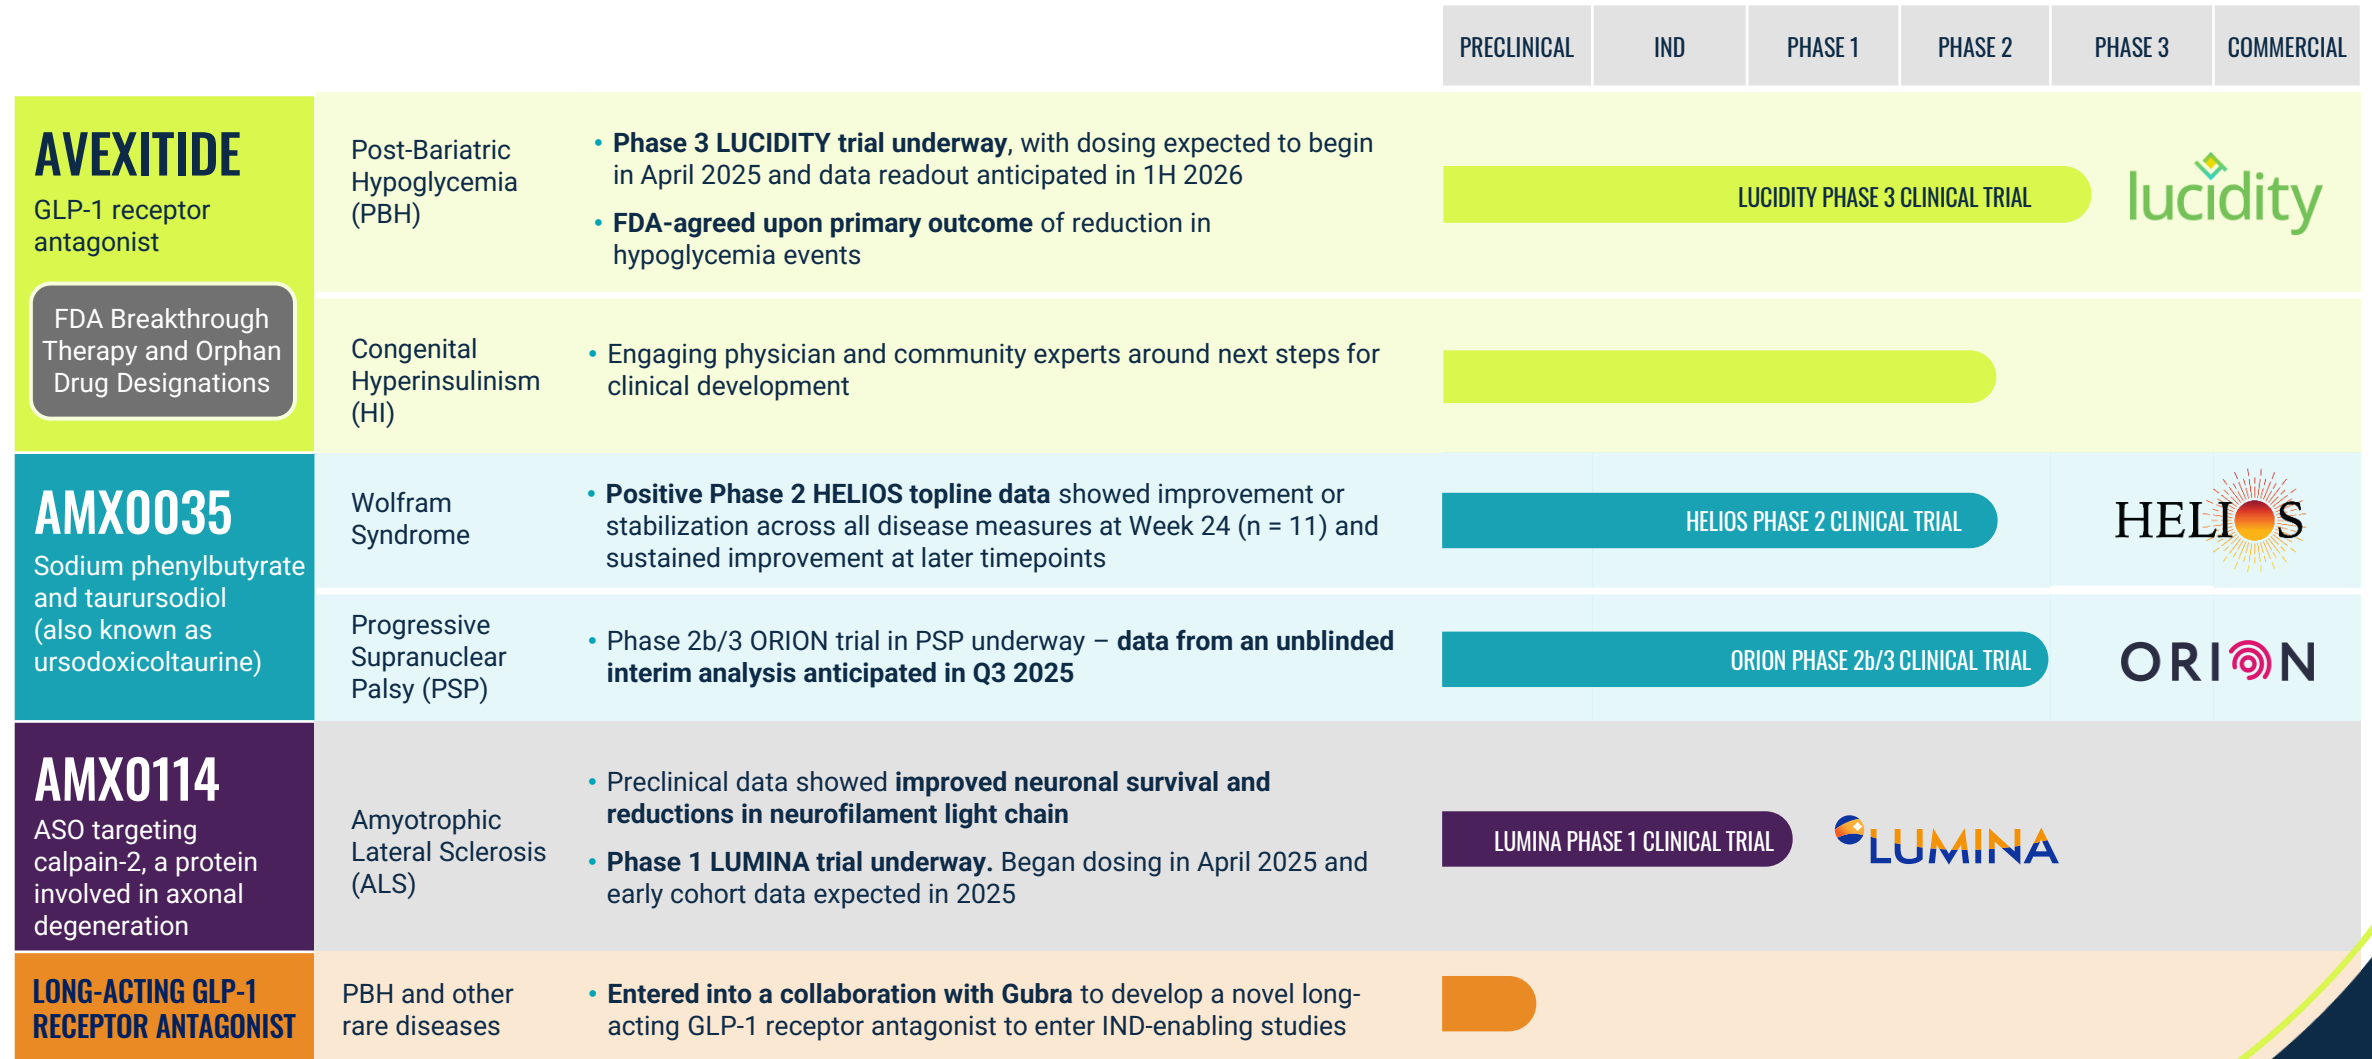 PRECLINICAL IND PHASE 1 PHASE 2 PHASE 3 COMMERCIAL
AVEXITIDE
GLP-1 receptor
antagonist
FDA Breakthrough
Therapy and Orphan
Drug Designations
Post-Bariatric
Hypoglycemia
(PBH)
• Phase 3 LUCIDITY trial underway, with dosing expected to begin
in April 2025 and data readout anticipated in 1H 2026
• FDA-agreed upon primary outcome of reduction in
hypoglycemia events
LUCIDITY PHASE 3 CLINICAL TRIAL
lucidity
Congenital
Hyperinsulinism
(HI)
• Engaging physician and community experts around next steps for
clinical development
AMX0035
Sodium phenylbutyrate
and taurursodiol
(also known as
ursodoxicoltaurine)
Wolfram
Syndrome
• Positive Phase 2 HELIOS topline data showed improvement or
stabilization across all disease measures at Week 24 (n = 11) and
sustained improvement at later timepoints
HELIOS PHASE 2 CLINICAL TRIAL
HELIOS
Progressive
Supranuclear
Palsy (PSP)
• Phase 2b/3 ORION trial in PSP underway – data from an unblinded
interim analysis anticipated in Q3 2025
ORION PHASE 2b/3 CLINICAL TRIAL
ORION
AMX0114
ASO targeting
calpain-2, a protein
involved in axonal
degeneration
Amyotrophic
Lateral Sclerosis
(ALS)
• Preclinical data showed improved neuronal survival and
reductions in neurofilament light chain
• Phase 1 LUMINA trial underway. Began dosing in April 2025 and
early cohort data expected in 2025
LUMINA PHASE 1 CLINICAL TRIAL
LUMINA
LONG-ACTING GLP-1
RECEPTOR ANTAGONIST
PBH and other
rare diseases
• Entered into a collaboration with Gubra to develop a novel long-
acting GLP-1 receptor antagonist to enter IND-enabling studies